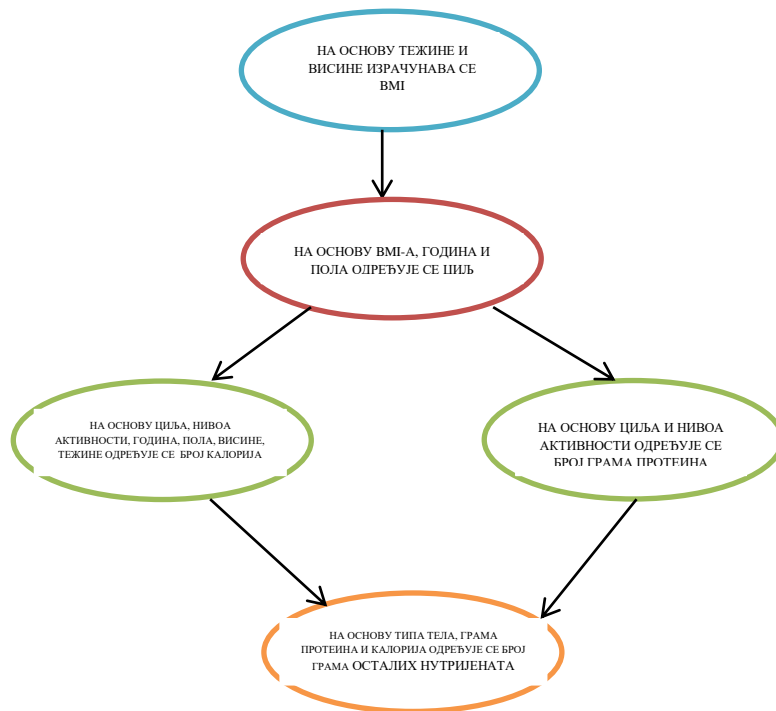 НА ОСНОВУ ТЕЖИНЕ И
ВИСИНЕ ИЗРАЧУНАВА СЕ
BMI
НА ОСНОВУ BMI-А, ГОДИНА И
ПОЛА ОДРЕЂУЈЕ СЕ ЦИЉ
НА ОСНОВУ ЦИЉА, НИВОА
АКТИВНОСТИ, ГОДИНА, ПОЛА, ВИСИНЕ,
ТЕЖИНЕ ОДРЕЂУЈЕ СЕ БРОЈ КАЛОРИЈА
НА ОСНОВУ ЦИЉА И НИВОА
АКТИВНОСТИ ОДРЕЂУЈЕ СЕ
БРОЈ ГРАМА ПРОТЕИНА
НА ОСНОВУ ТИПА ТЕЛА, ГРАМА
ПРОТЕИНА И КАЛОРИЈА ОДРЕЂУЈЕ СЕ БРОЈ
ГРАМА ОСТАЛИХ НУТРИЈЕНАТА